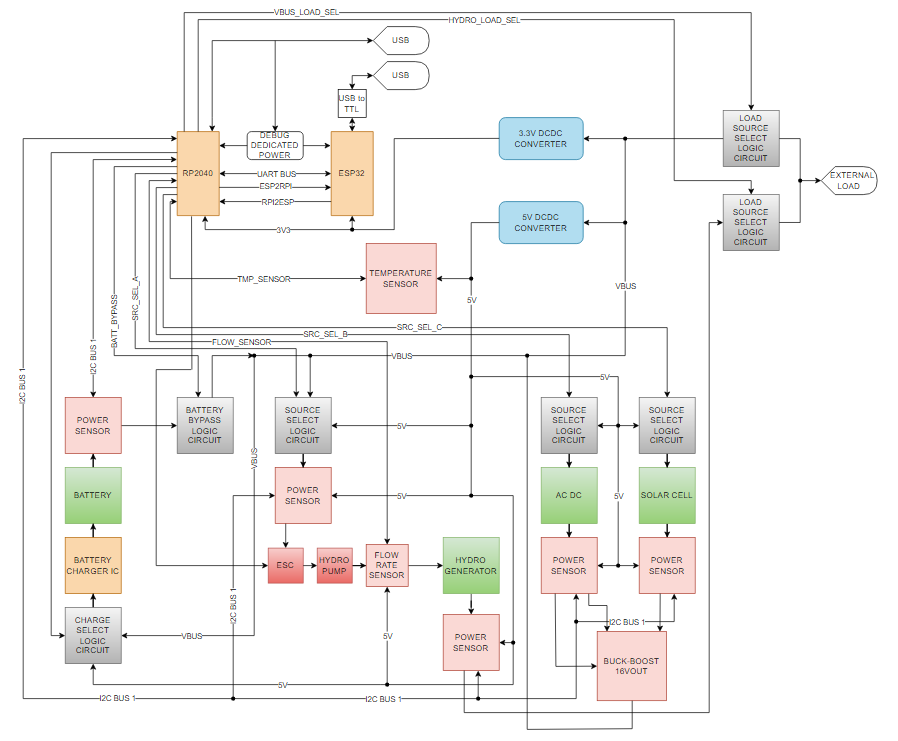 VBUS_LOAD_SEL
HYDRO_LOAD_SEL
USB
USB
USB to
TTL
LOAD
SOURCE
SELECT
LOGIC
CIRCUIT
DEBUG
DEDICATED
POWER
3.3V DCDC
CONVERTER
RP2040
ESP32
UART BUS
ESP2RPI
RPI2ESP
EXTERNAL
LOAD
LOAD
SOURCE
SELECT
LOGIC
CIRCUIT
5V DCDC
CONVERTER
3V3
TEMPERATURE
SENSOR
TMP_SENSOR
VBUS
5V
BATT_BYPASS
SRC_SEL_A
SRC_SEL_C
SRC_SEL_B
FLOW_SENSOR
I2C BUS 1
I2C BUS 1
VBUS
5V
POWER
SENSOR
BATTERY
BYPASS
LOGIC
CIRCUIT
SOURCE
SELECT
LOGIC
CIRCUIT
5V
SOURCE
SELECT
LOGIC
CIRCUIT
SOURCE
SELECT
LOGIC
CIRCUIT
VBUS
BATTERY
POWER
SENSOR
5V
AC DC
5V
SOLAR CELL
BATTERY
CHARGER IC
ESC
HYDRO
PUMP
FLOW
RATE
SENSOR
HYDRO
GENERATOR
POWER
SENSOR
POWER
SENSOR
I2C BUS 1
CHARGE
SELECT
LOGIC
CIRCUIT
VBUS
5V
POWER
SENSOR
I2C BUS 1
BUCK-BOOST
16VOUT
5V
I2C BUS 1
I2C BUS 1